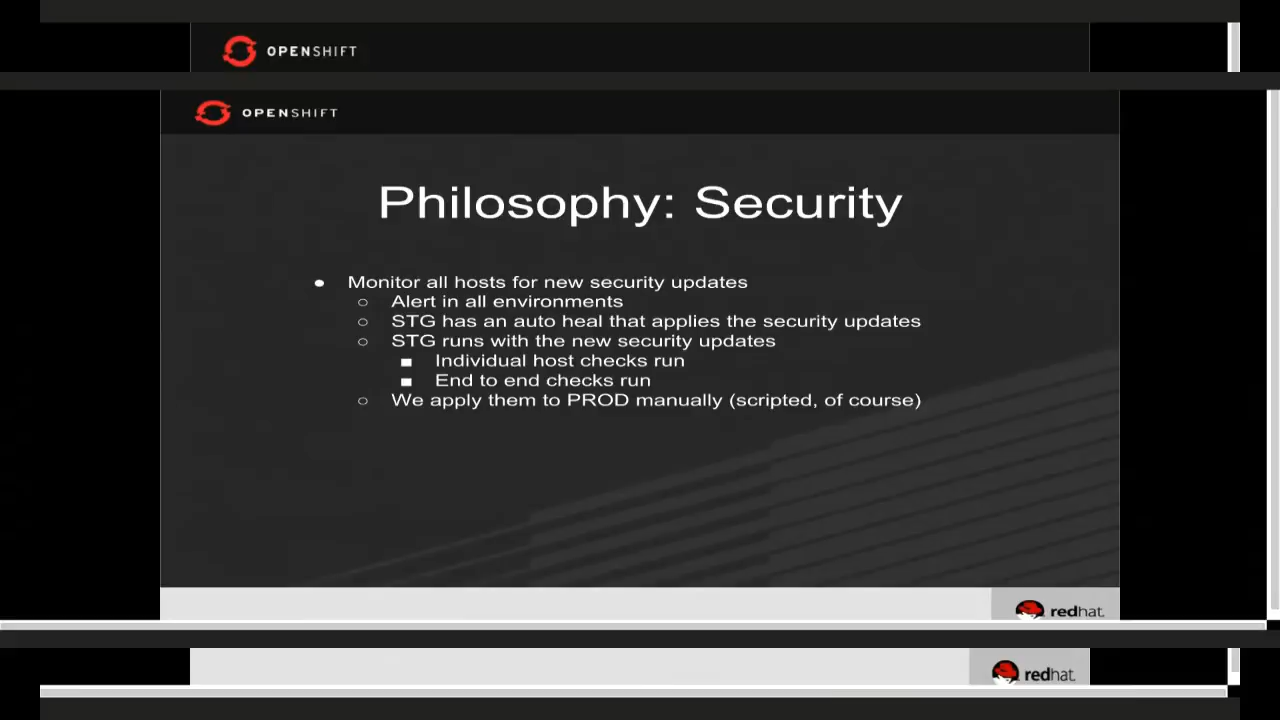 OPENSHIFT
OPENSHIFT
Philosophy: Security
● Monitor all hosts for new security updates
○ Alert in all environments
○ STG has an auto heal that applies the security updates
○ STG runs with the new security updates
■ Individual host checks run
■ End to end checks run
○ We apply them to PROD manually (scripted, of course)
redhat.
redhat.